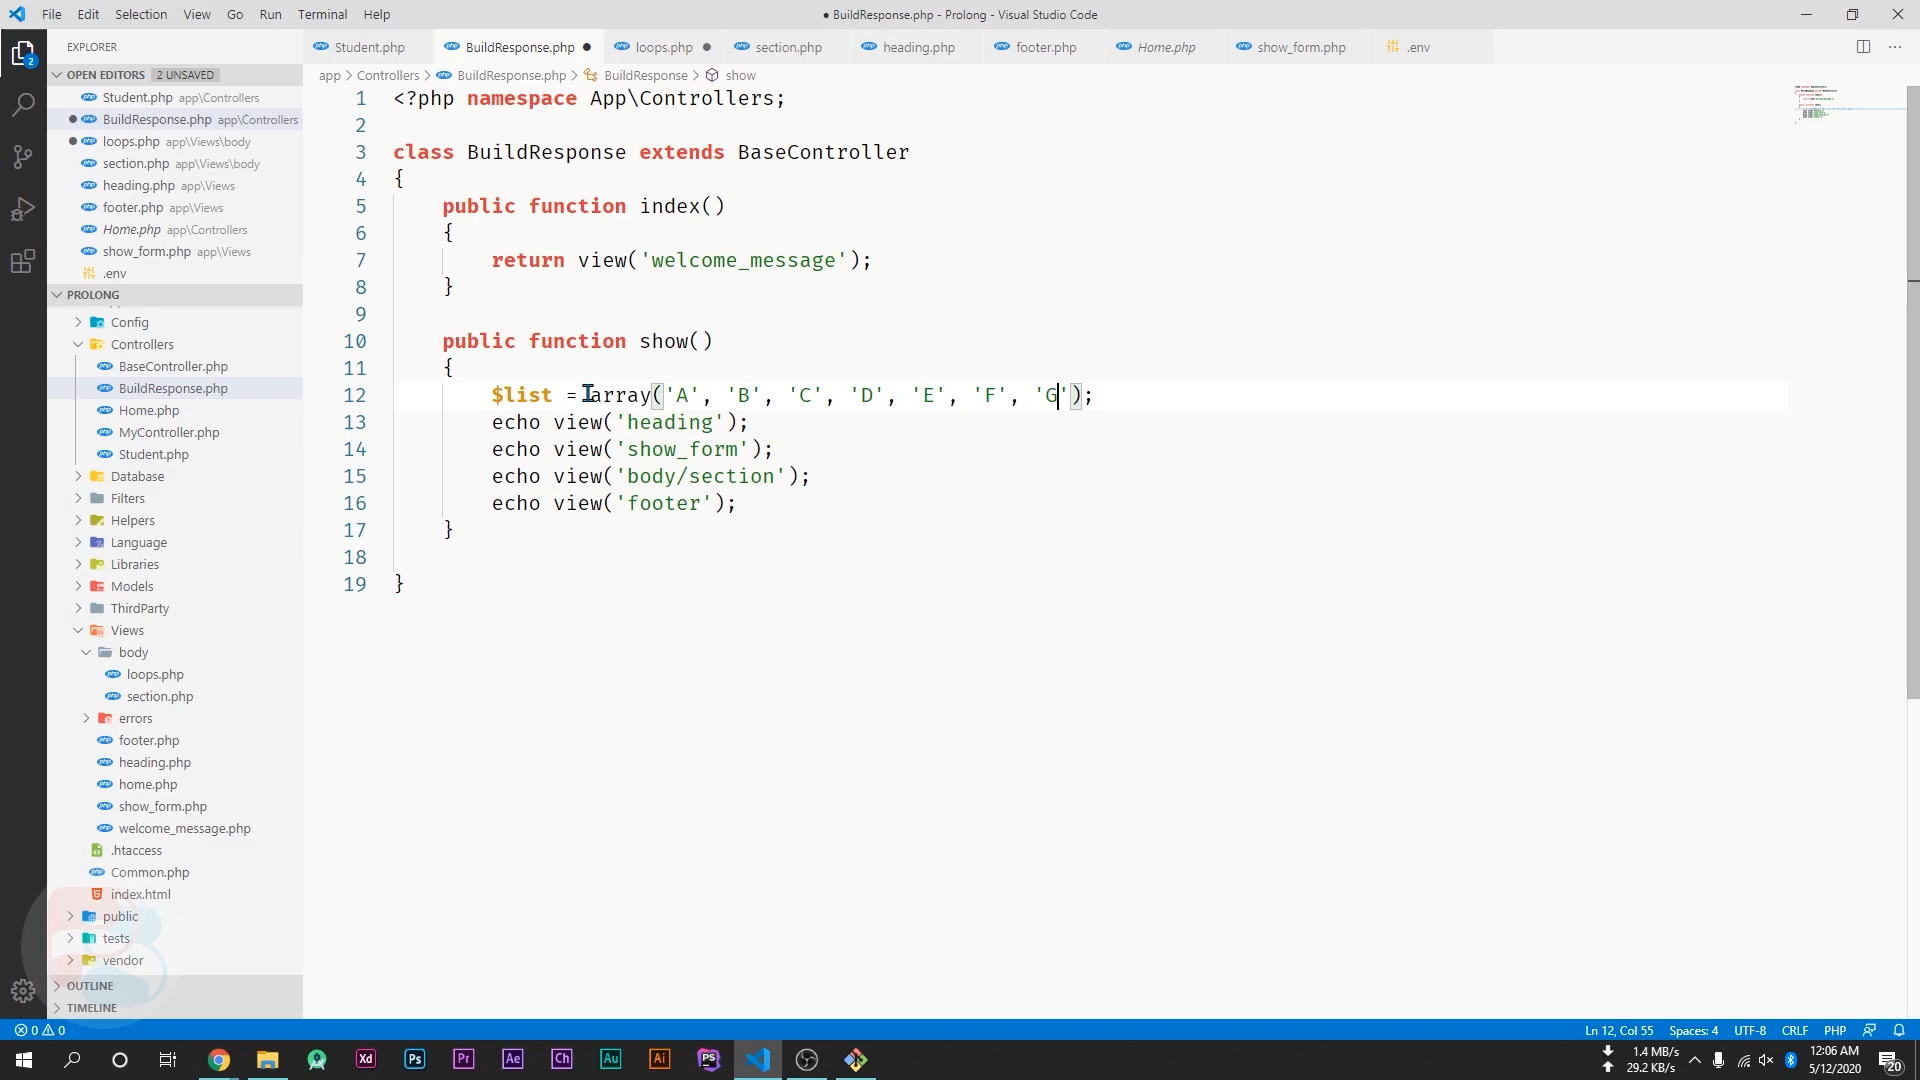 File Edit Selection View Go Run Terminal Help
● BuildResponse.php - Prolong - Visual Studio Code
EXPLORER
Student.php BuildResponse.php loops.php section.php heading.php footer.php Home.php show_form.php .env
OPEN EDITORS 2 UNSAVED
app > Controllers > BuildResponse.php > BuildResponse > show
Student.php app\Controllers
BuildResponse.php app\Controllers
loops.php app\Views\body
section.php app\Views\body
heading.php app\Views
footer.php app\Views
Home.php app\Controllers
show_form.php app\Views
.env
PROLONG
Config
Controllers
BaseController.php
BuildResponse.php
Home.php
MyController.php
Student.php
Database
Filters
Helpers
Language
Libraries
Models
ThirdParty
Views
body
loops.php
section.php
errors
footer.php
heading.php
home.php
show_form.php
welcome_message.php
.htaccess
Common.php
index.html
public
tests
vendor
OUTLINE
TIMELINE
1 <?php namespace App\Controllers;
2
3 class BuildResponse extends BaseController
4 {
5 public function index()
6 {
7 return view('welcome_message');
8 }
9
10 public function show()
11 {
12 $list = array('A', 'B', 'C', 'D', 'E', 'F', 'G');
13 echo view('heading');
14 echo view('show_form');
15 echo view('body/section');
16 echo view('footer');
17 }
18
19 }
0 0
Ln 12, Col 55 Spaces: 4 UTF-8 CRLF PHP
Xd Ps Pr Ae Ch Au Ai PS
1.4 MB/s
29.2 KB/s
12:06 AM
5/12/2020
20
2